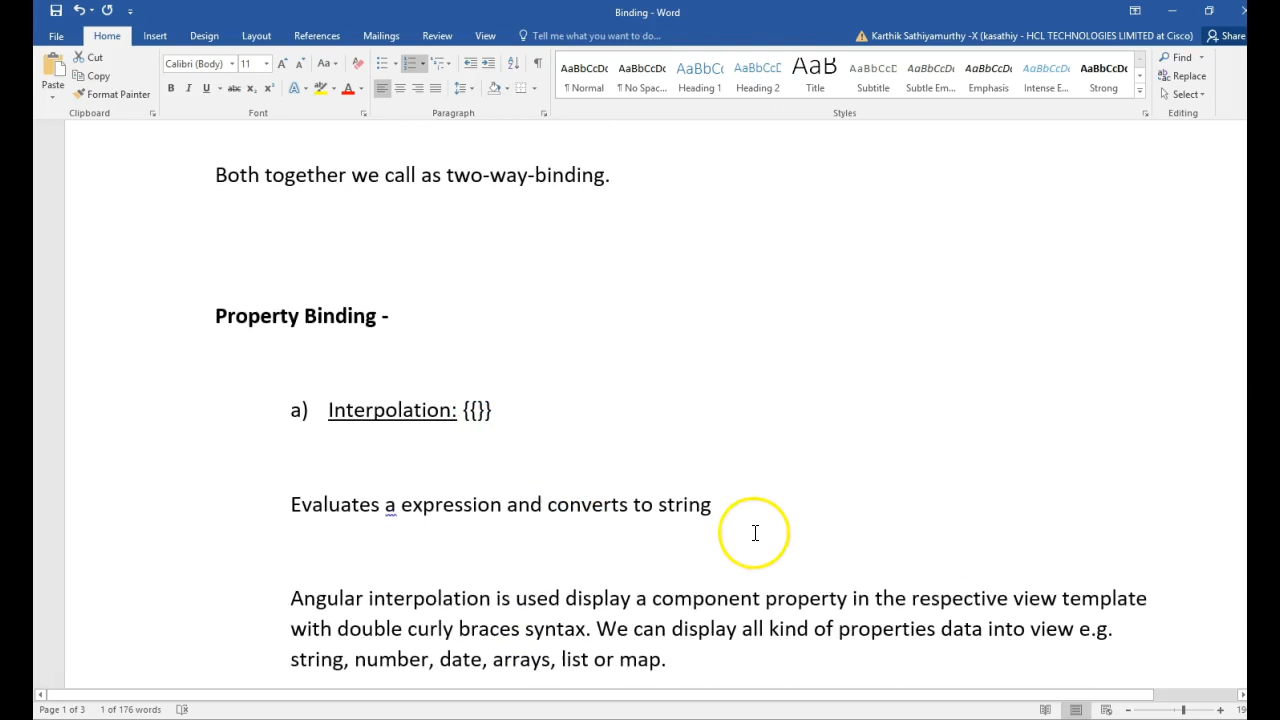 Binding - Word
File Home Insert Design Layout References Mailings Review View Tell me what you want to do... Karthik Sathiyamurthy -X (kasathiy - HCL TECHNOLOGIES LIMITED at Cisco) Share
Paste
Cut
Copy
Format Painter
Clipboard
Calibri (Body) 11
Font
Paragraph
AaBbCcDc AaBbCcDc AaBbCc AaBbCcD AaB AaBbCcD AaBbCcDc AaBbCcDc AaBbCcDc AaBbCcDc
¶ Normal ¶ No Spac... Heading 1 Heading 2 Title Subtitle Subtle Em... Emphasis Intense E... Strong
Styles
Find
Replace
Select
Editing
Both together we call as two-way-binding.
Property Binding -
a) Interpolation: {{}}
Evaluates a expression and converts to string
Angular interpolation is used display a component property in the respective view template
with double curly braces syntax. We can display all kind of properties data into view e.g.
string, number, date, arrays, list or map.
Page 1 of 3 1 of 176 words